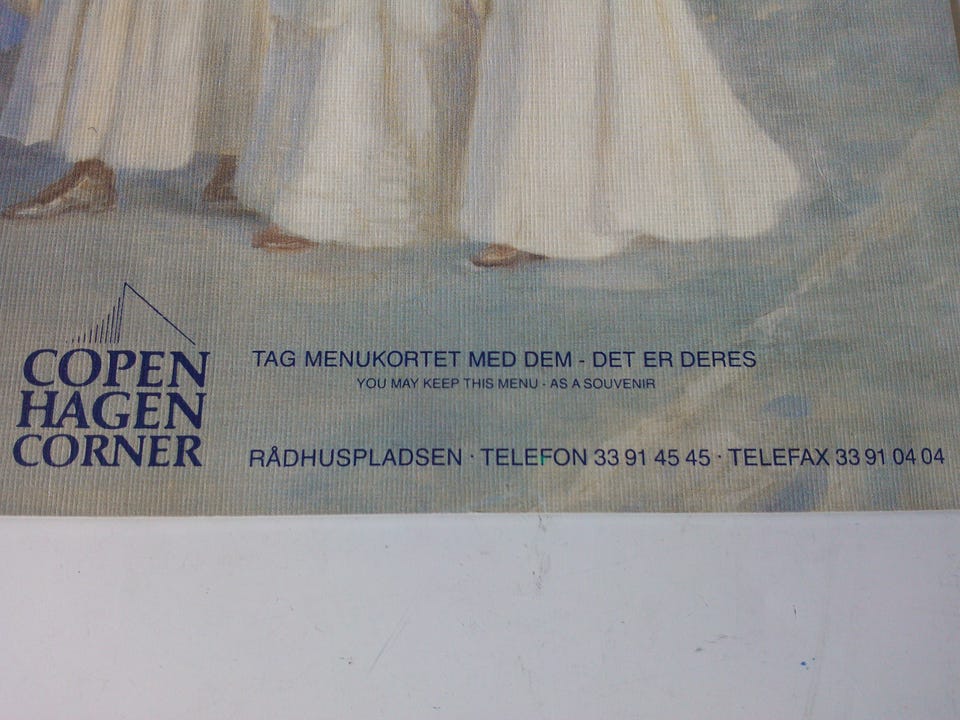 COPEN
HAGEN
CORNER
TAG MENUKORTET MED DEM - DET ER DERES
YOU MAY KEEP THIS MENU - AS A SOUVENIR
RÅDHUSPLADSEN · TELEFON 33 91 45 45 · TELEFAX 33 91 04 04